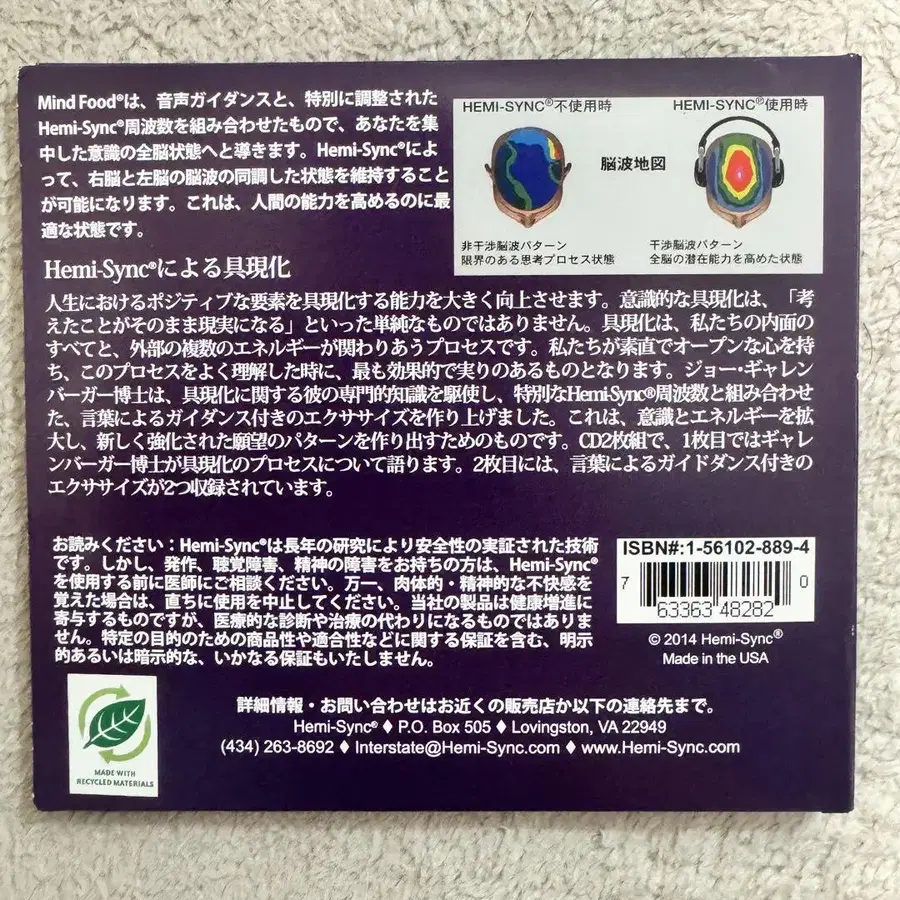 Mind Food®は、音声ガイダンスと、特別に調整された
Hemi-Sync®周波数を組み合わせたもので、あなたを集
中した意識の全脳状態へと導きます。Hemi-Sync®によ
って、右脳と左脳の脳波の同調した状態を維持すること
が可能になります。これは、人間の能力を高めるのに最
適な状態です。
HEMI-SYNC®不使用時
HEMI-SYNC®使用時
脳波地図
非干渉脳波パターン
限界のある思考プロセス状態
干渉脳波パターン
全脳の潜在能力を高めた状態
Hemi-Sync®による具現化
人生におけるポジティブな要素を具現化する能力を大きく向上させます。意識的な具現化は、「考
えたことがそのまま現実になる」といった単純なものではありません。具現化は、私たちの内面の
すべてと、外部の複数のエネルギーが関わりあうプロセスです。私たちが素直でオープンな心を持
ち、このプロセスをよく理解した時に、最も効果的で実りのあるものとなります。ジョー・ギャレン
バーガー博士は、具現化に関する彼の専門的知識を駆使し、特別なHemi-Sync®周波数と組み合わせ
た、言葉によるガイダンス付きのエクササイズを作り上げました。これは、意識とエネルギーを拡
大し、新しく強化された願望のパターンを作り出すためのものです。CD2枚組で、1枚目ではギャレ
ンバーガー博士が具現化のプロセスについて語ります。2枚目には、言葉によるガイドダンス付きの
エクササイズが2つ収録されています。
お読みください：Hemi-Sync®は長年の研究により安全性の実証された技術
です。しかし、発作、聴覚障害、精神の障害をお持ちの方は、Hemi-Sync®
を使用する前に医師にご相談ください。万一、肉体的・精神的な不快感を
覚えた場合は、直ちに使用を中止してください。当社の製品は健康増進に
寄与するものですが、医療的な診断や治療の代わりになるものではありま
せん。特定の目的のための商品性や適合性などに関する保証を含む、明示
的あるいは暗示的な、いかなる保証もいたしません。
ISBN#:1-56102-889-4
7 63363 48282 0
© 2014 Hemi-Sync®
Made in the USA
MADE WITH
RECYCLED MATERIALS
詳細情報・お問い合わせはお近くの販売店か以下の連絡先まで。
Hemi-Sync® ♦ P.O. Box 505 ♦ Lovingston, VA 22949
(434) 263-8692 ♦ Interstate@Hemi-Sync.com ♦ www.Hemi-Sync.com